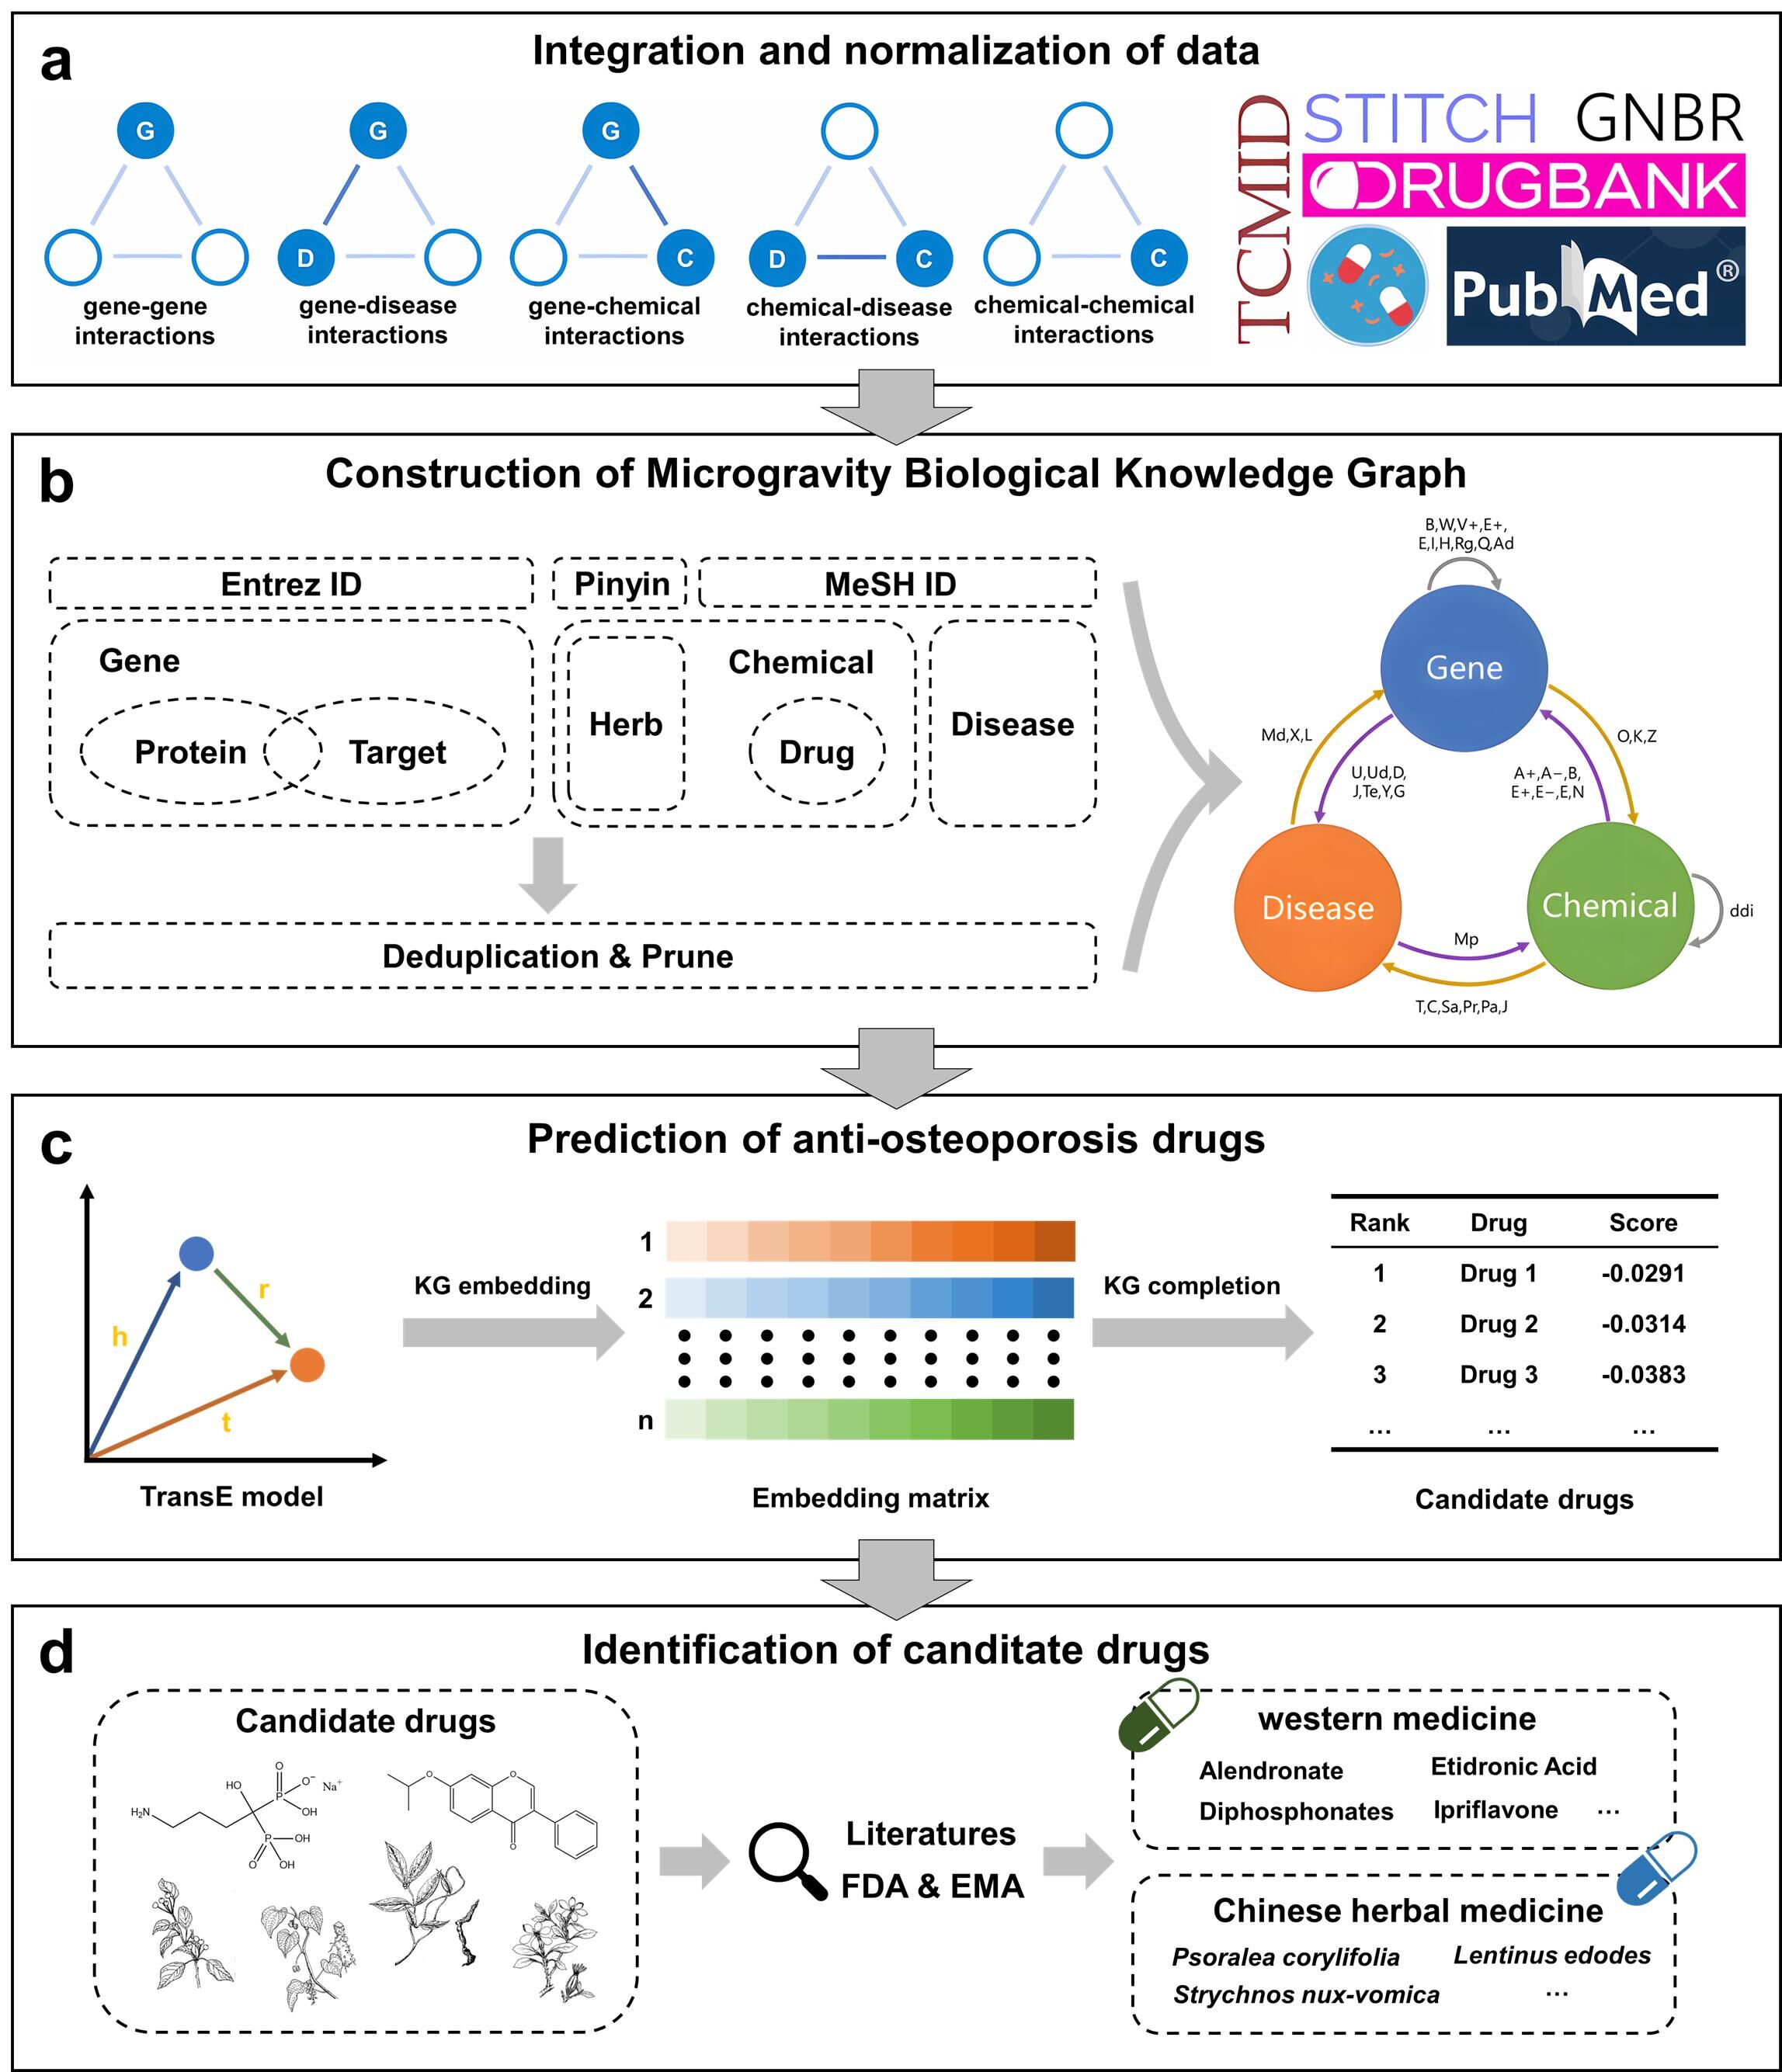 a
Integration and normalization of data
G
G
D
G
C
D
C
C
gene-gene
interactions
gene-disease
interactions
gene-chemical
interactions
chemical-disease
interactions
chemical-chemical
interactions
TCMID
STITCH
GNBR
DRUGBANK
PubMed®
b
Construction of Microgravity Biological Knowledge Graph
Entrez ID
Pinyin
MeSH ID
Gene
Protein
Target
Herb
Chemical
Drug
Disease
Deduplication & Prune
B,W,V+,E+,
E,I,H,Rg,Q,Ad
Gene
Md,X,L
U,Ud,D,
J,Te,Y,G
A+,A−,B,
E+,E−,E,N
O,K,Z
Disease
Chemical
ddi
Mp
T,C,Sa,Pr,Pa,J
c
Prediction of anti-osteoporosis drugs
h
r
t
TransE model
KG embedding
1
2
n
Embedding matrix
KG completion
Rank Drug Score
1 Drug 1 -0.0291
2 Drug 2 -0.0314
3 Drug 3 -0.0383
... ... ...
Candidate drugs
d
Identification of canditate drugs
Candidate drugs
O
HO
P
O⁻
Na⁺
OH
H₂N
P
OH
O
OH
O
O
O
Literatures
FDA & EMA
western medicine
Alendronate Etidronic Acid
Diphosphonates Ipriflavone ...
Chinese herbal medicine
Psoralea corylifolia Lentinus edodes
Strychnos nux-vomica ...